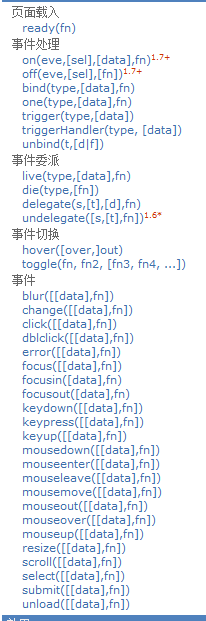 页面载入
ready(fn)
事件处理
on(eve,[sel],[data],fn)1.7+
off(eve,[sel],[fn])1.7+
bind(type,[data],fn)
one(type,[data],fn)
trigger(type,[data])
triggerHandler(type, [data])
unbind(t,[d|f])
事件委派
live(type,[data],fn)
die(type,[fn])
delegate(s,[t],[d],fn)
undelegate([s,[t],fn])1.6*
事件切换
hover([over,]out)
toggle(fn, fn2, [fn3, fn4, ...])
事件
blur([[data],fn])
change([[data],fn])
click([[data],fn])
dblclick([[data],fn])
error([[data],fn])
focus([[data],fn])
focusin([data],fn)
focusout([data],fn)
keydown([[data],fn])
keypress([[data],fn])
keyup([[data],fn])
mousedown([[data],fn])
mouseenter([[data],fn])
mouseleave([[data],fn])
mousemove([[data],fn])
mouseout([[data],fn])
mouseover([[data],fn])
mouseup([[data],fn])
resize([[data],fn])
scroll([[data],fn])
select([[data],fn])
submit([[data],fn])
unload([[data],fn])